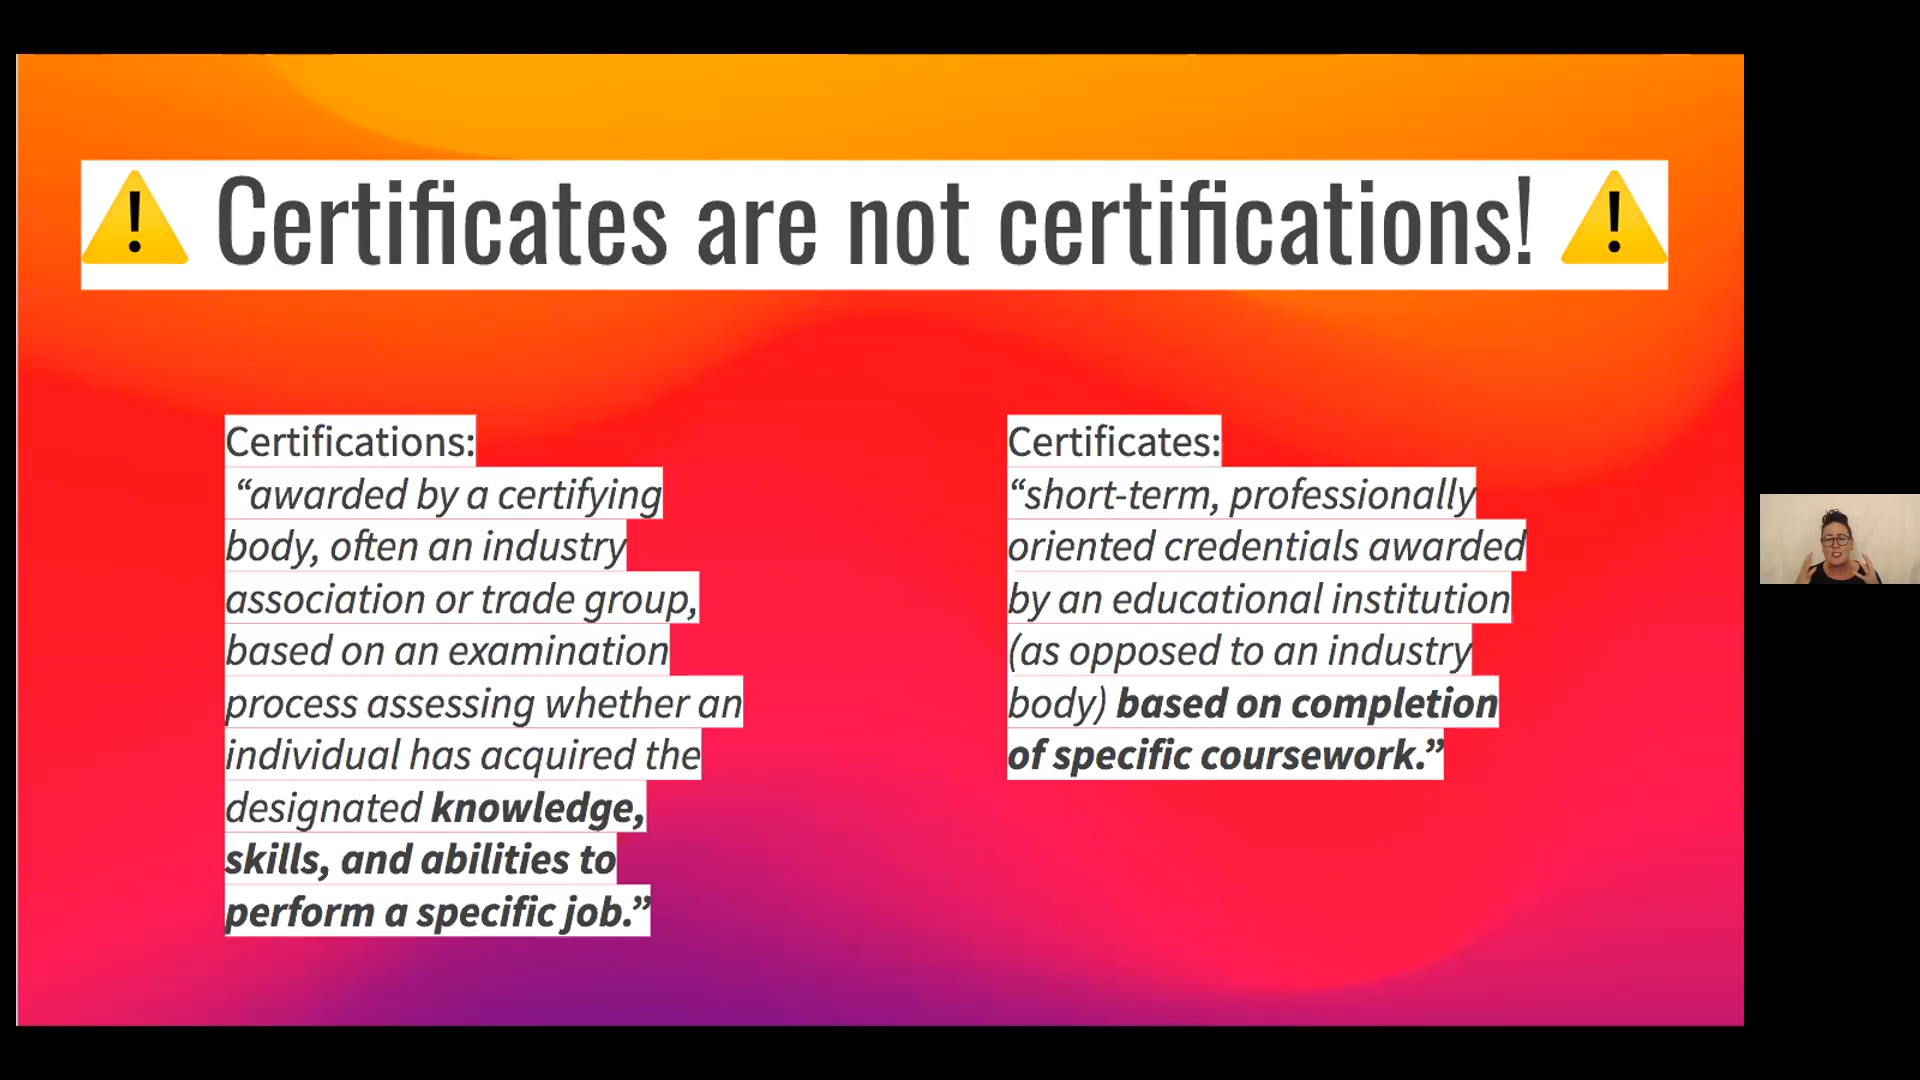 ⚠️ Certificates are not certifications! ⚠️
Certifications:
“awarded by a certifying
body, often an industry
association or trade group,
based on an examination
process assessing whether an
individual has acquired the
designated knowledge,
skills, and abilities to
perform a specific job.”
Certificates:
“short-term, professionally
oriented credentials awarded
by an educational institution
(as opposed to an industry
body) based on completion
of specific coursework.”